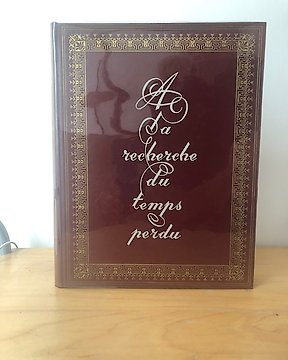 A
la
recherche
du
temps
perdu